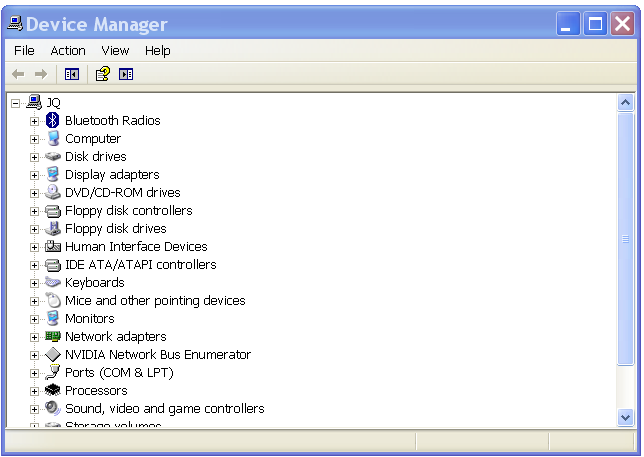 Device Manager
File Action View Help
JQ
Bluetooth Radios
Computer
Disk drives
Display adapters
DVD/CD-ROM drives
Floppy disk controllers
Floppy disk drives
Human Interface Devices
IDE ATA/ATAPI controllers
Keyboards
Mice and other pointing devices
Monitors
Network adapters
NVIDIA Network Bus Enumerator
Ports (COM & LPT)
Processors
Sound, video and game controllers
Storage volumes